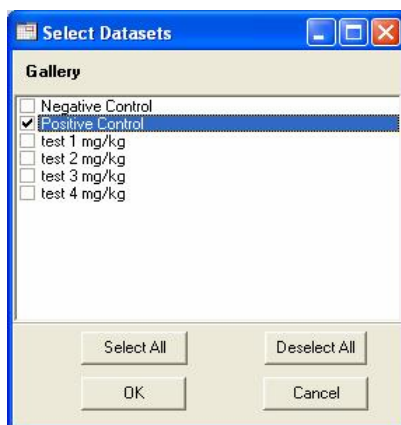 Select Datasets
Gallery
Negative Control
Positive Control
test 1 mg/kg
test 2 mg/kg
test 3 mg/kg
test 4 mg/kg
Select All Deselect All
OK Cancel